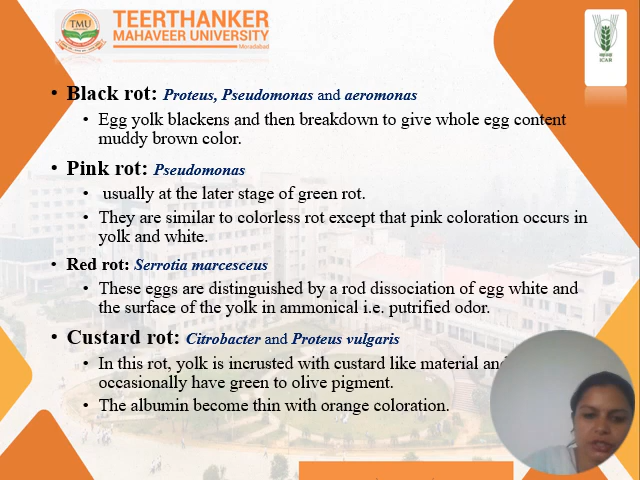 TMU
TEERTHANKER
MAHAVEER UNIVERSITY
Moradabad
ICAR
• Black rot: Proteus, Pseudomonas and aeromonas
• Egg yolk blackens and then breakdown to give whole egg content
muddy brown color.
• Pink rot: Pseudomonas
• usually at the later stage of green rot.
• They are similar to colorless rot except that pink coloration occurs in
yolk and white.
• Red rot: Serrotia marcesceus
• These eggs are distinguished by a rod dissociation of egg white and
the surface of the yolk in ammonical i.e. putrified odor.
• Custard rot: Citrobacter and Proteus vulgaris
• In this rot, yolk is incrusted with custard like material and
occasionally have green to olive pigment.
• The albumin become thin with orange coloration.